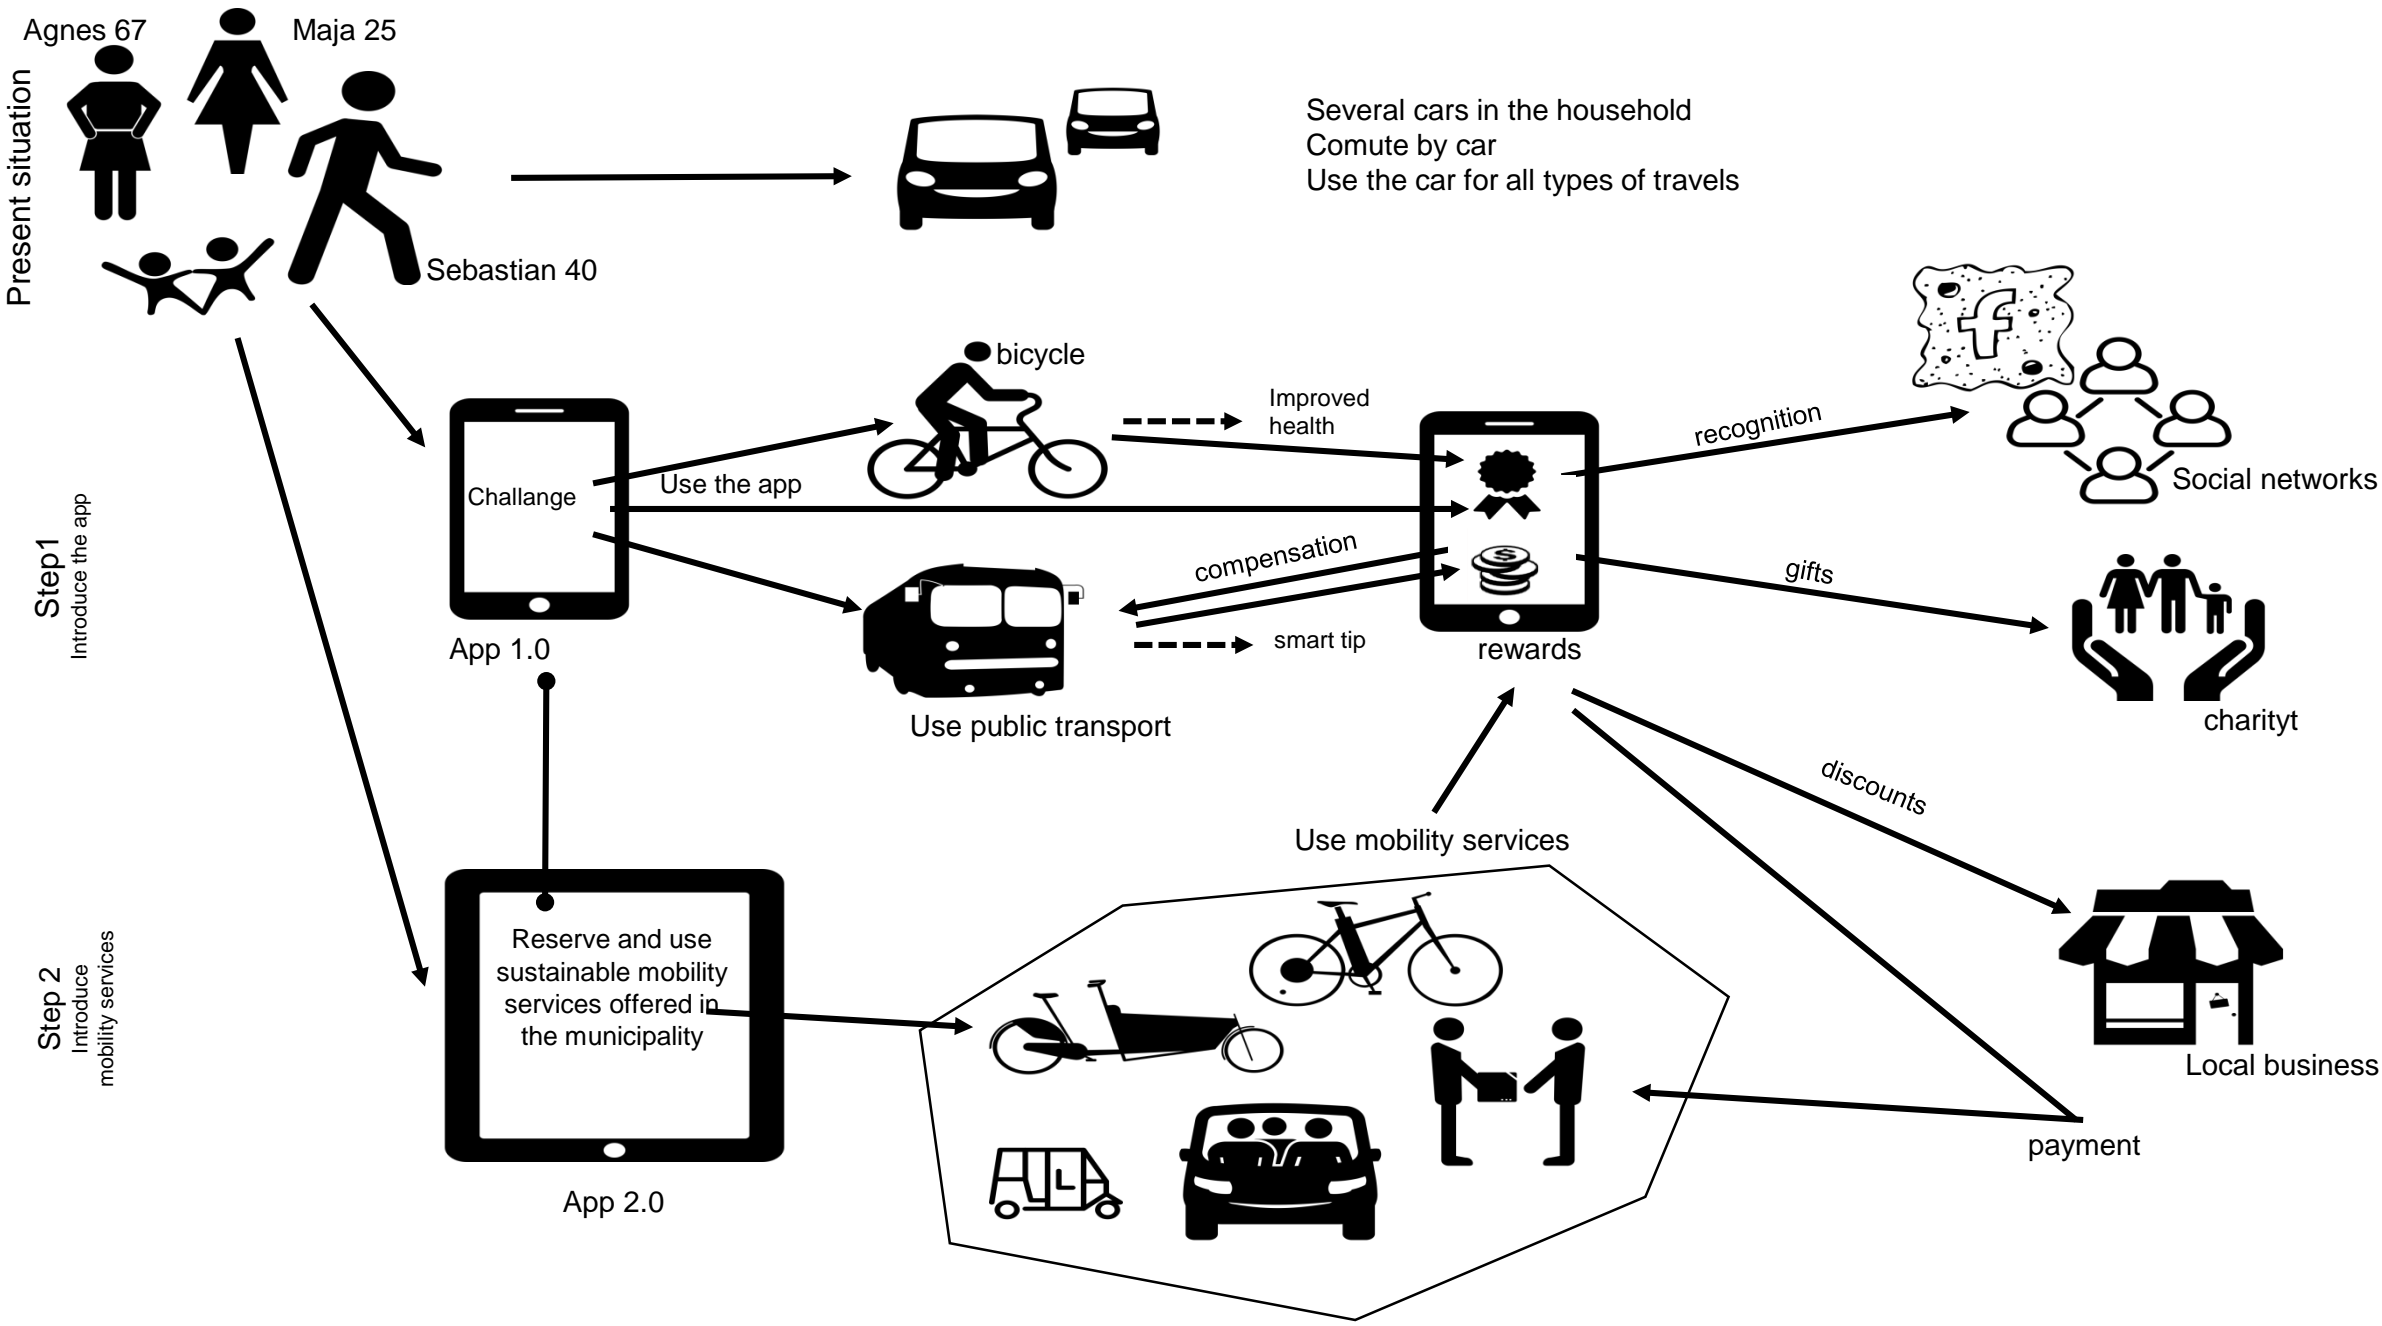 Agnes 67
Maja 25
Present situation
Sebastian 40
Several cars in the household
Comute by car
Use the car for all types of travels
Step1
Introduce the app
Challange
App 1.0
bicycle
Use the app
Use public transport
Improved
health
compensation
smart tip
$
rewards
recognition
f
Social networks
gifts
charityt
discounts
Local business
payment
Use mobility services
Step 2
Introduce
mobility services
Reserve and use
sustainable mobility
services offered in
the municipality
App 2.0